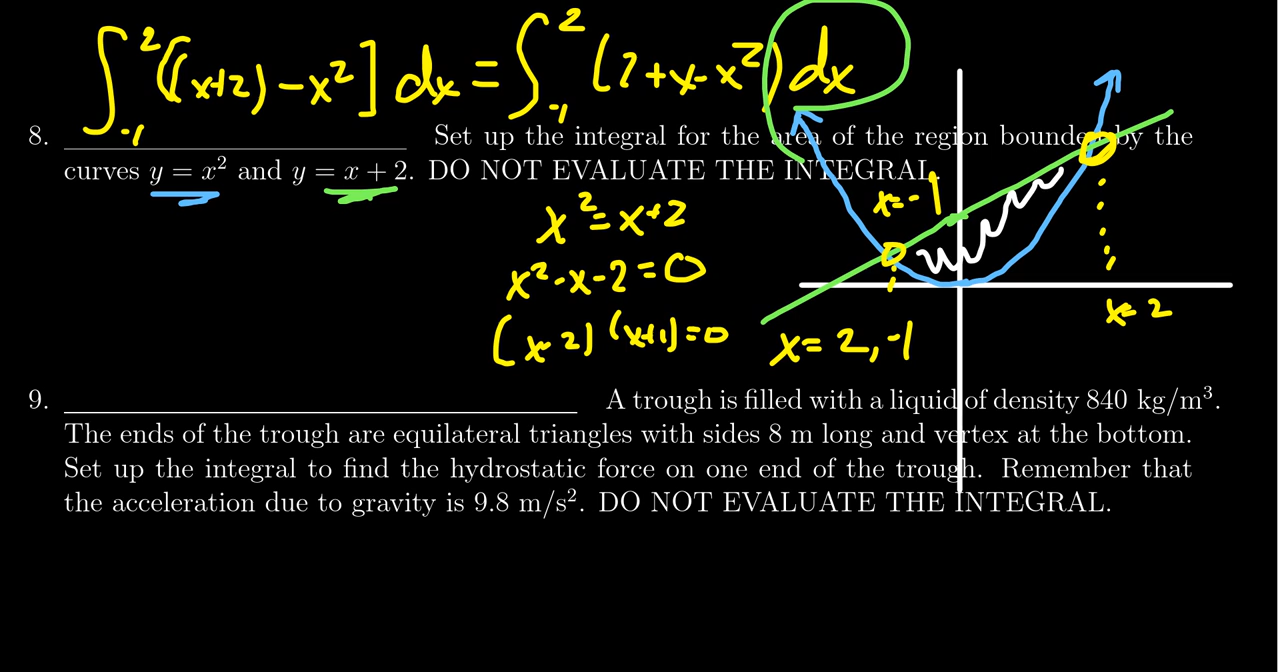 ∫₋₁² [(x+2) - x²] dx = ∫₋₁² (2+x-x²) dx
8. ____________________ Set up the integral for the area of the region bounded by the
curves y = x² and y = x + 2. DO NOT EVALUATE THE INTEGRAL.
x = -1
x² = x+2
x² - x - 2 = 0
x = 2
(x-2) (x+1) = 0
x = 2, -1
9. ____________________ A trough is filled with a liquid of density 840 kg/m³.
The ends of the trough are equilateral triangles with sides 8 m long and vertex at the bottom.
Set up the integral to find the hydrostatic force on one end of the trough. Remember that
the acceleration due to gravity is 9.8 m/s². DO NOT EVALUATE THE INTEGRAL.